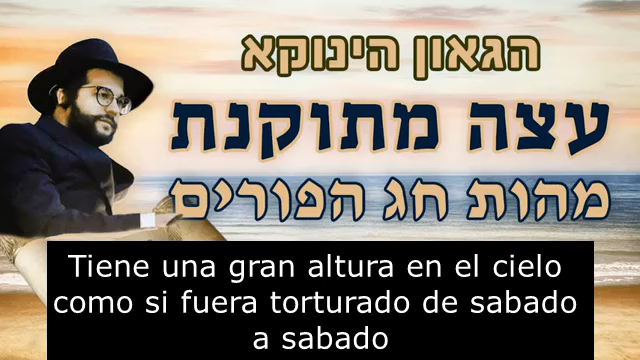 הגאון הינוקא
עצה מתוקנת
מהות חג הפורים
Tiene una gran altura en el cielo
como si fuera torturado de sabado
a sabado